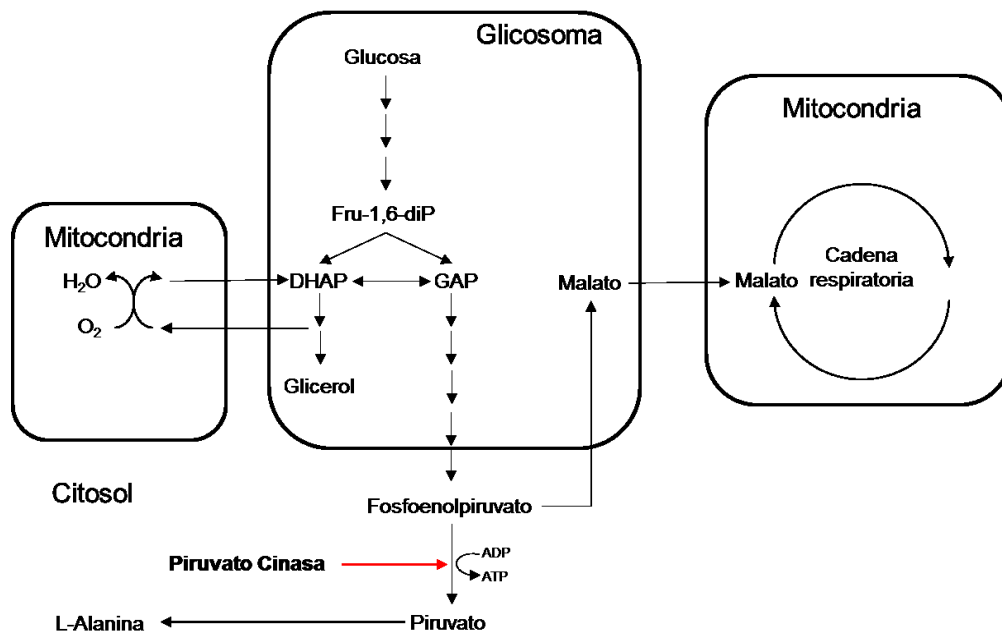 Glicosoma
Glucosa
Fru-1,6-diP
DHAP
GAP
Glicerol
Mitocondria
H₂O
O₂
Malato
Mitocondria
Malato
Cadena
respiratoria
Citosol
Fosfoenolpiruvato
Piruvato Cinasa
ADP
ATP
L-Alanina
Piruvato